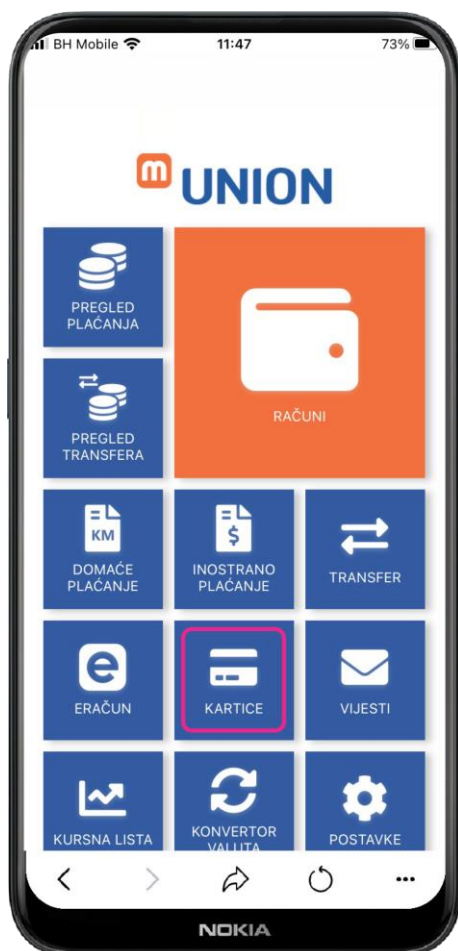 BH Mobile
11:47
73%
m
UNION
PREGLED
PLAĆANJA
RAČUNI
PREGLED
TRANSFERA
KM
DOMAĆE
PLAĆANJE
$
INOSTRANO
PLAĆANJE
TRANSFER
e
ERAČUN
KARTICE
VIJESTI
KURSNA LISTA
KONVERTOR
VALUTA
POSTAVKE
NOKIA